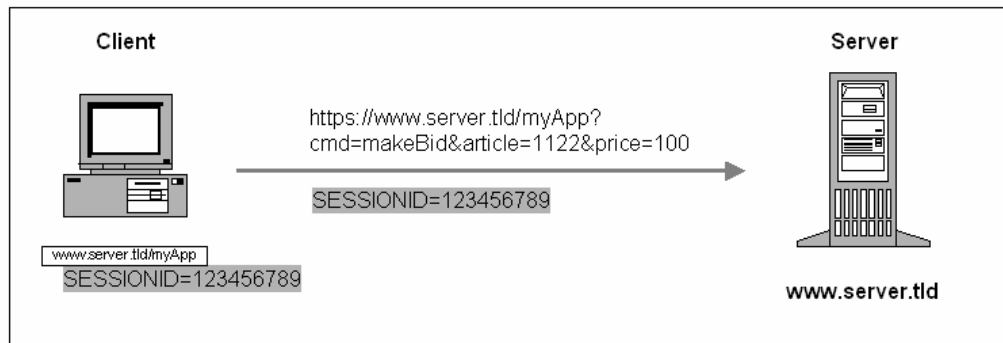 Client
Server
https://www.server.tld/myApp?
cmd=makeBid&article=1122&price=100
SESSIONID=123456789
www.server.tld/myApp
SESSIONID=123456789
www.server.tld